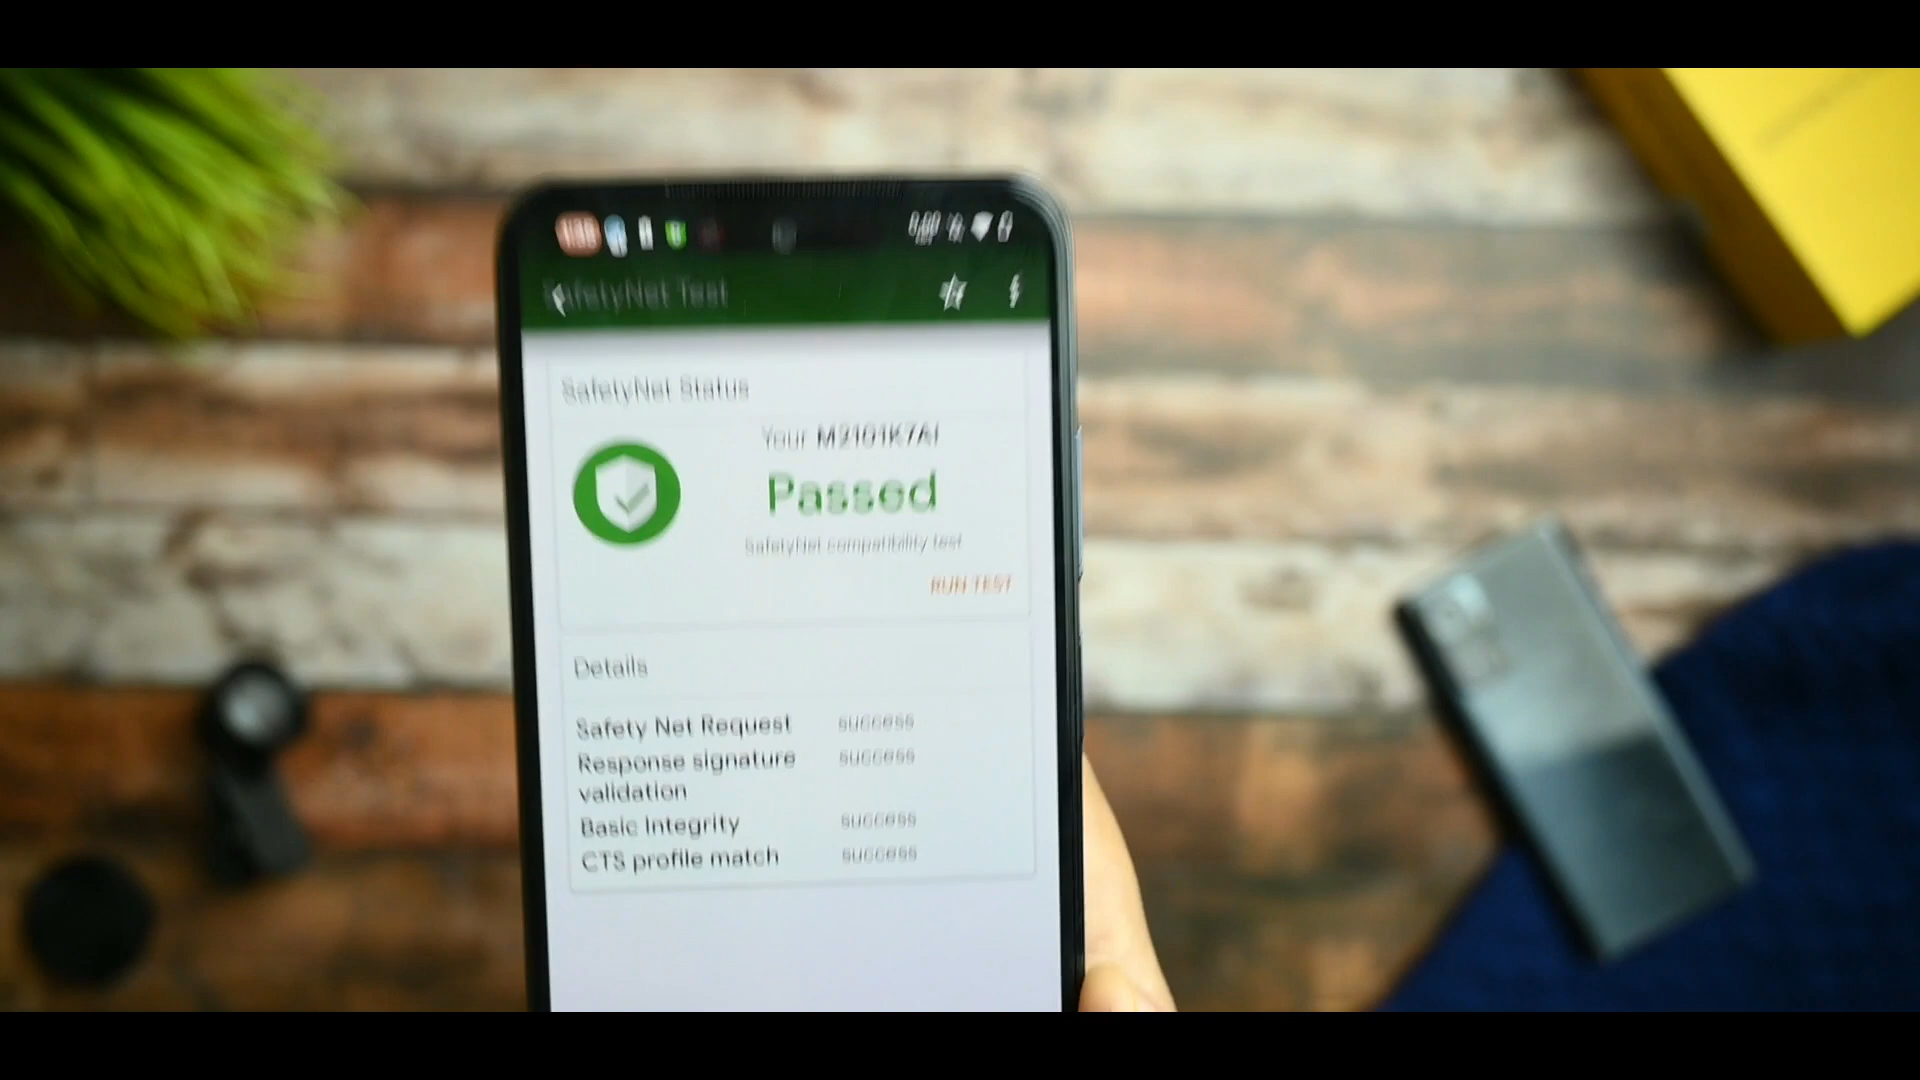 SafetyNet Test
SafetyNet Status
Your M2101K7AI
Passed
SafetyNet compatibility test
RUN TEST
Details
Safety Net Request success
Response signature success
validation
Basic Integrity success
CTS profile match success